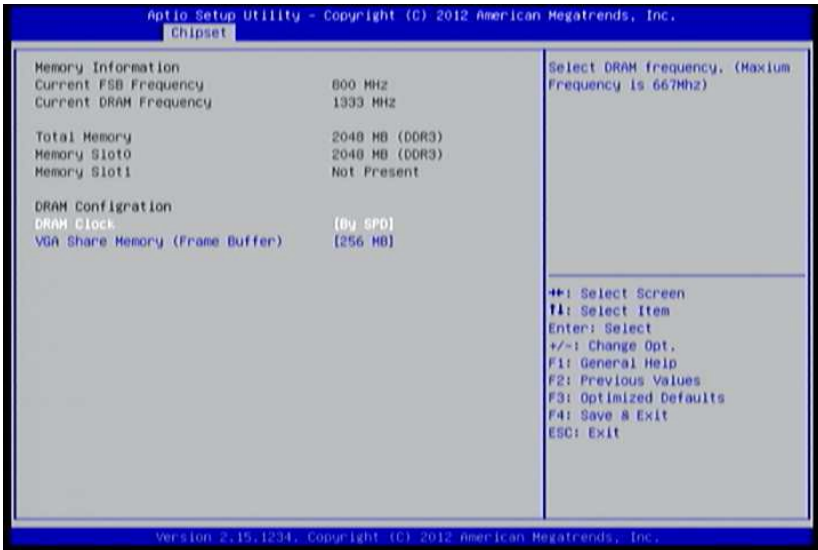 Aptio Setup Utility - Copyright (C) 2012 American Megatrends, Inc.
Chipset
Memory Information
Current FSB Frequency 800 MHz
Current DRAM Frequency 1333 MHz
Total Memory 2048 MB (DDR3)
Memory Slot0 2048 MB (DDR3)
Memory Slot1 Not Present
DRAM Configration
DRAM Clock [By SPD]
VGA Share Memory (Frame Buffer) [256 MB]
Select DRAM frequency. (Maxium
Frequency is 667Mhz)
→←: Select Screen
↑↓: Select Item
Enter: Select
+/-: Change Opt.
F1: General Help
F2: Previous Values
F3: Optimized Defaults
F4: Save & Exit
ESC: Exit
Version 2.15.1234. Copyright (C) 2012 American Megatrends, Inc.